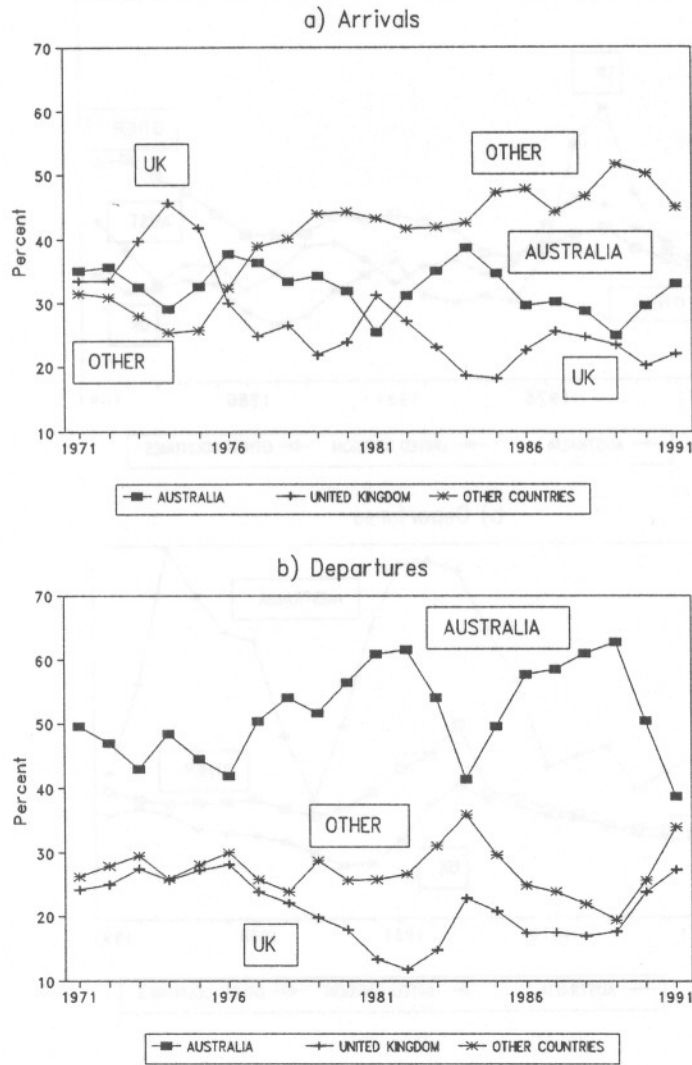 a) Arrivals
70
60
50
40
30
20
10
Percent
UK
OTHER
AUSTRALIA
OTHER
UK
1971 1976 1981 1986 1991
AUSTRALIA UNITED KINGDOM OTHER COUNTRIES
b) Departures
70
60
50
40
30
20
10
Percent
AUSTRALIA
OTHER
UK
1971 1976 1981 1986 1991
AUSTRALIA UNITED KINGDOM OTHER COUNTRIES